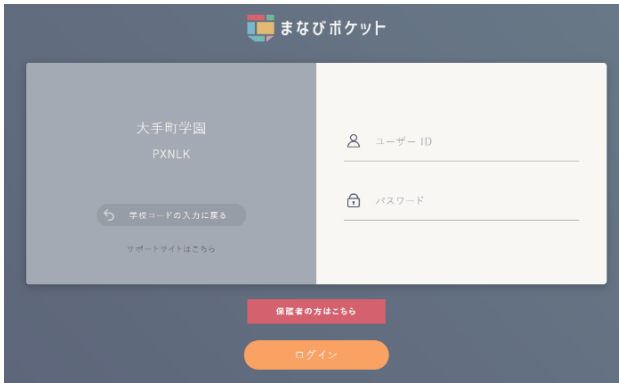 まなびポケット
大手町学園
PXNLK
学校コードの入力に戻る
サポートサイトはこちら
ユーザー ID
パスワード
保護者の方はこちら
ログイン